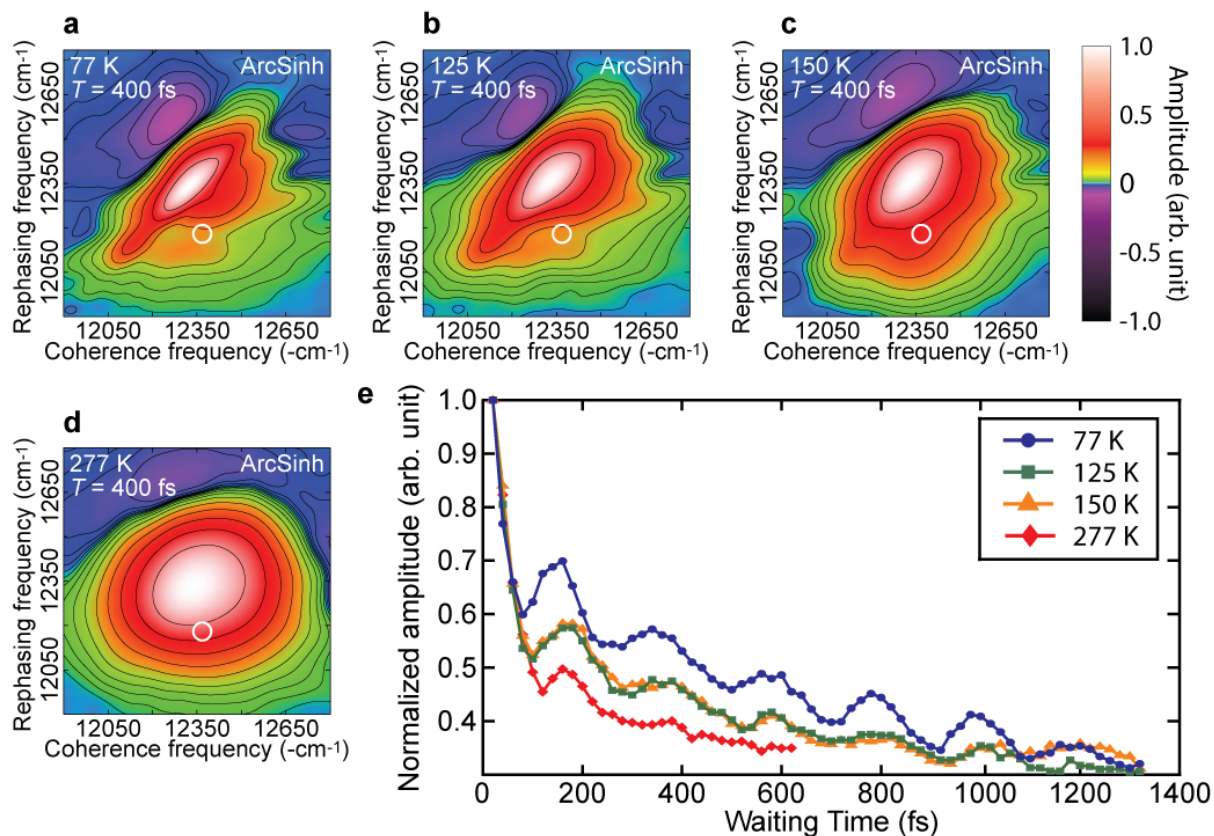 a
77 K
ArcSinh
T = 400 fs
Rephasing frequency (cm-1)
12650
12350
12050
12050 12350 12650
Coherence frequency (-cm-1)
b
125 K
ArcSinh
T = 400 fs
Rephasing frequency (cm-1)
12650
12350
12050
12050 12350 12650
Coherence frequency (-cm-1)
c
150 K
ArcSinh
T = 400 fs
Rephasing frequency (cm-1)
12650
12350
12050
12050 12350 12650
Coherence frequency (-cm-1)
1.0
0.5
0
-0.5
-1.0
Amplitude (arb. unit)
d
277 K
ArcSinh
T = 400 fs
Rephasing frequency (cm-1)
12650
12350
12050
12050 12350 12650
Coherence frequency (-cm-1)
e
Normalized amplitude (arb. unit)
1.0
0.9
0.8
0.7
0.6
0.5
0.4
77 K
125 K
150 K
277 K
0 200 400 600 800 1000 1200 1400
Waiting Time (fs)